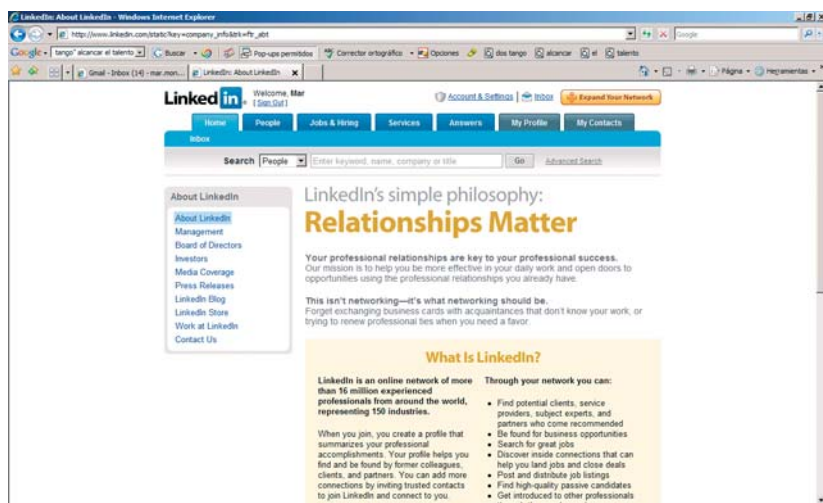 LinkedIn: About LinkedIn - Windows Internet Explorer
http://www.linkedin.com/static?key=company_info&trk=ftr_abt
Google
Google
tango" alcanzar el talento
Buscar
Pop-ups permitidos
Corrector ortográfico
Opciones
dos tango
alcanzar
el
talento
Gmail - Inbox (14) - mar.mon...
LinkedIn: About LinkedIn
Página
Herramientas
Linked in
Welcome, Mar
[Sign Out]
Account & Settings | Inbox
Expand Your Network
Home People Jobs & Hiring Services Answers My Profile My Contacts
Inbox
Search People Enter keyword, name, company or title Go Advanced Search
About LinkedIn
About LinkedIn
Management
Board of Directors
Investors
Media Coverage
Press Releases
LinkedIn Blog
LinkedIn Store
Work at LinkedIn
Contact Us
LinkedIn's simple philosophy:
Relationships Matter
Your professional relationships are key to your professional success.
Our mission is to help you be more effective in your daily work and open doors to
opportunities using the professional relationships you already have.
This isn't networking—it's what networking should be.
Forget exchanging business cards with acquaintances that don't know your work, or
trying to renew professional ties when you need a favor.
What Is LinkedIn?
LinkedIn is an online network of more
than 16 million experienced
professionals from around the world,
representing 150 industries.
When you join, you create a profile that
summarizes your professional
accomplishments. Your profile helps you
find and be found by former colleagues,
clients, and partners. You can add more
connections by inviting trusted contacts
to join LinkedIn and connect to you.
Through your network you can:
• Find potential clients, service
providers, subject experts, and
partners who come recommended
• Be found for business opportunities
• Search for great jobs
• Discover inside connections that can
help you land jobs and close deals
• Post and distribute job listings
• Find high-quality passive candidates
• Get introduced to other professionals